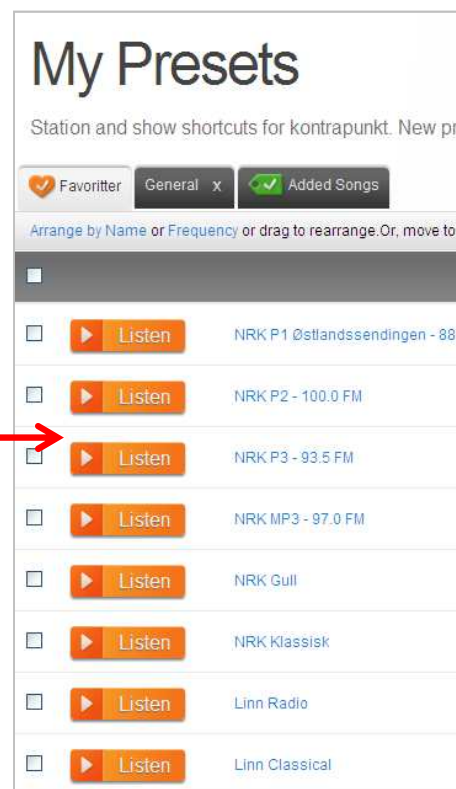 My Presets
Station and show shortcuts for kontrapunkt. New
Favoritter General x Added Songs
Arrange by Name or Frequency or drag to rearrange.Or, move to
Listen NRK P1 Østlandssendingen - 88
Listen NRK P2 - 100.0 FM
Listen NRK P3 - 93.5 FM
Listen NRK MP3 - 97.0 FM
Listen NRK Gull
Listen NRK Klassisk
Listen Linn Radio
Listen Linn Classical